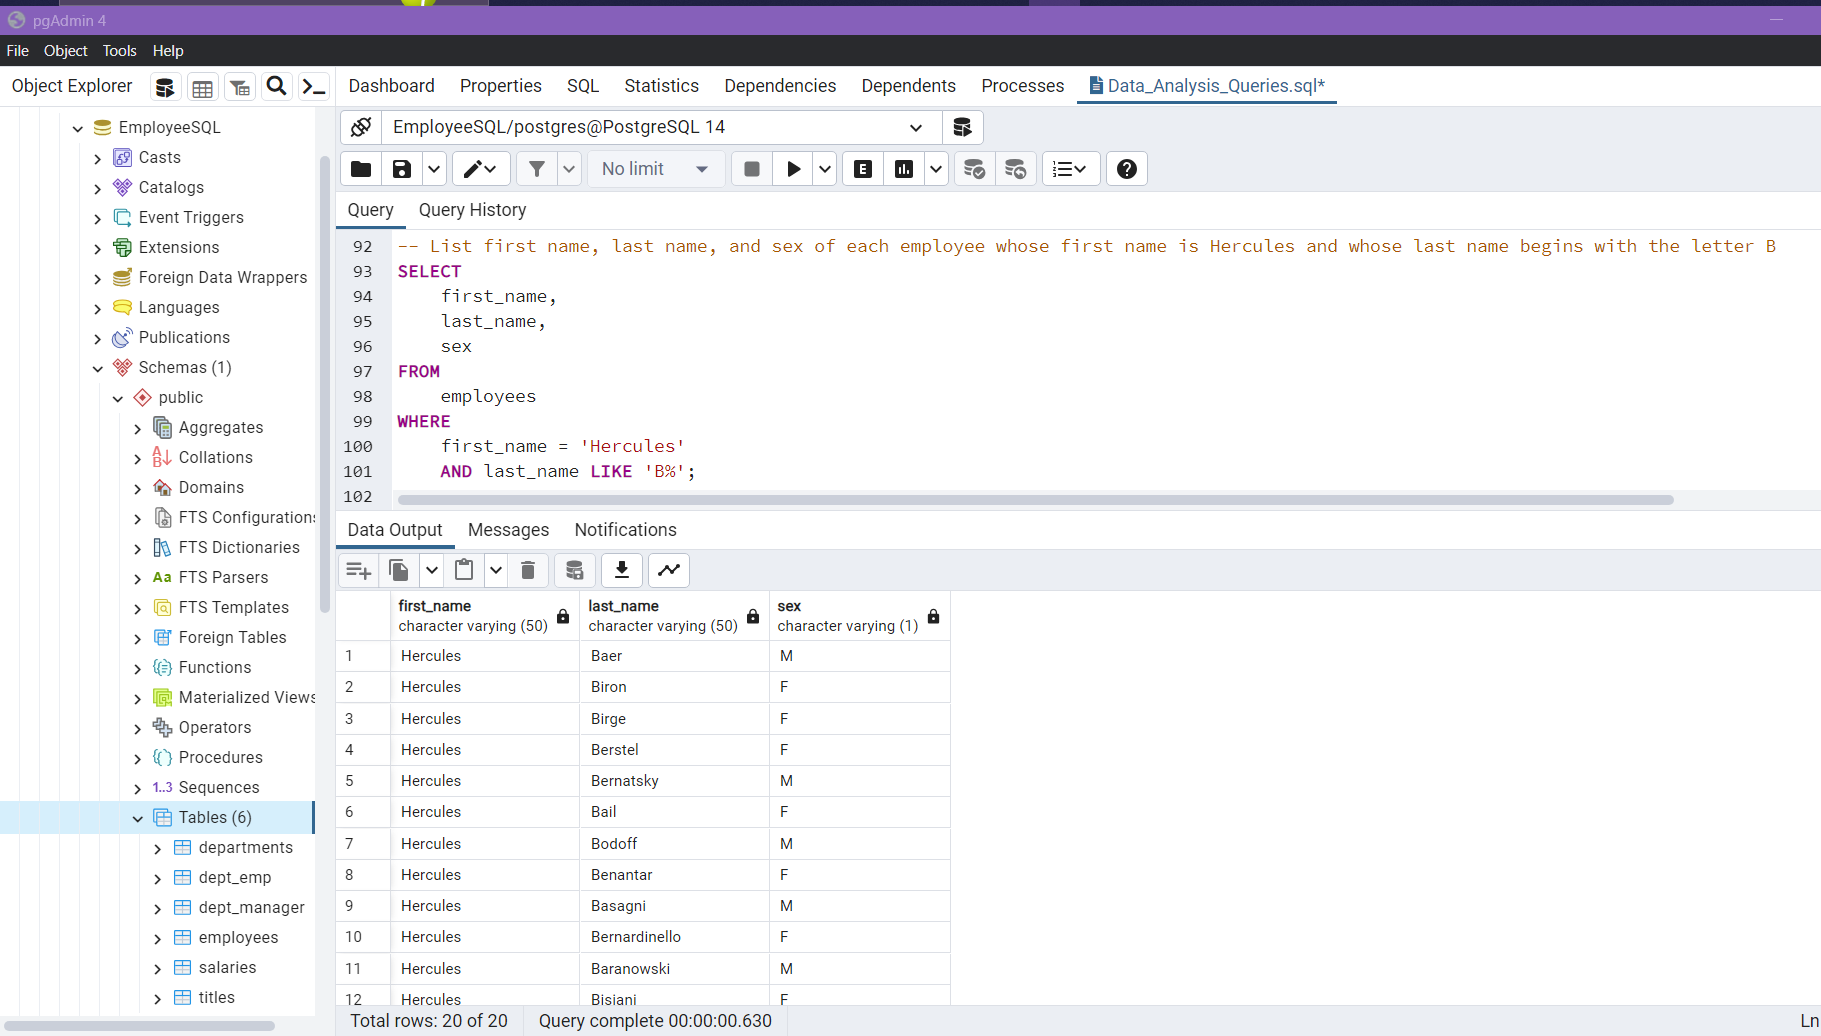 pgAdmin 4
File Object Tools Help
Object Explorer
Dashboard Properties SQL Statistics Dependencies Dependents Processes Data_Analysis_Queries.sql*
EmployeeSQL
Casts
Catalogs
Event Triggers
Extensions
Foreign Data Wrappers
Languages
Publications
Schemas (1)
public
Aggregates
Collations
Domains
FTS Configurations
FTS Dictionaries
Aa FTS Parsers
FTS Templates
Foreign Tables
Functions
Materialized Views
Operators
Procedures
1..3 Sequences
Tables (6)
departments
dept_emp
dept_manager
employees
salaries
titles
EmployeeSQL/postgres@PostgreSQL 14
No limit
E
Query Query History
92 -- List first name, last name, and sex of each employee whose first name is Hercules and whose last name begins with the letter B
93 SELECT
94 first_name,
95 last_name,
96 sex
97 FROM
98 employees
99 WHERE
100 first_name = 'Hercules'
101 AND last_name LIKE 'B%';
102
Data Output Messages Notifications
first_name last_name sex
character varying (50) character varying (50) character varying (1)
1 Hercules Baer M
2 Hercules Biron F
3 Hercules Birge F
4 Hercules Berstel F
5 Hercules Bernatsky M
6 Hercules Bail F
7 Hercules Bodoff M
8 Hercules Benantar F
9 Hercules Basagni M
10 Hercules Bernardinello F
11 Hercules Baranowski M
12 Hercules Bisiani F
Total rows: 20 of 20 Query complete 00:00:00.630
Ln